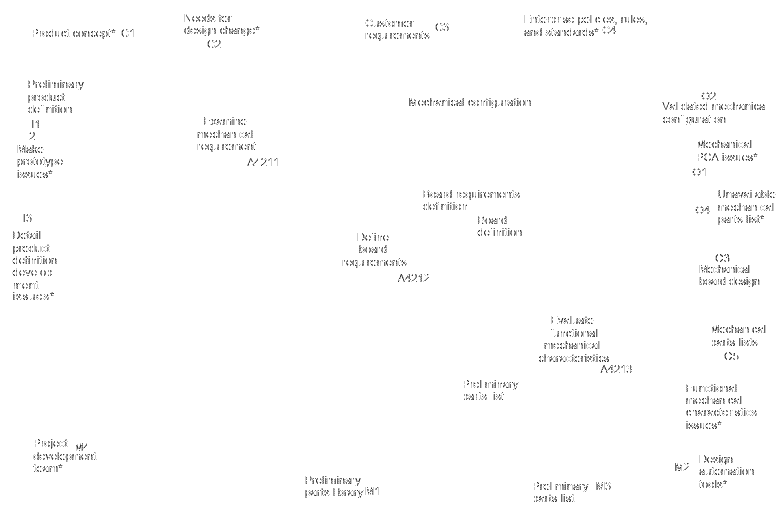 Product concept* C1
Needs for
design change*
C2
Customer
requirements C3
Enterprise policies, rules,
and standards* C4
Preliminary
product
definition
I1
2
Make
prototype
issues*
I3
Detail
product
definition
develop
ment
issues*
Mechanical configuration
Examine
mechanical
requirement
A4211
O2
Validated mechanical
configuration
Mechanical
PCA issues*
O1
Board requirements
definition
Board
definition
O4
Unavailable
mechanical
parts list*
Define
board
requirements
A4212
O3
Mechanical
board design
Evaluate
functional
mechanical
characteristics
A4213
Mechanical
parts lists
O5
Preliminary
parts list
Functional
mechanical
characteristics
issues*
Project M2
development
team*
Preliminary
parts library M1
Preliminary M3
parts list
M2 Design
automation
tools*